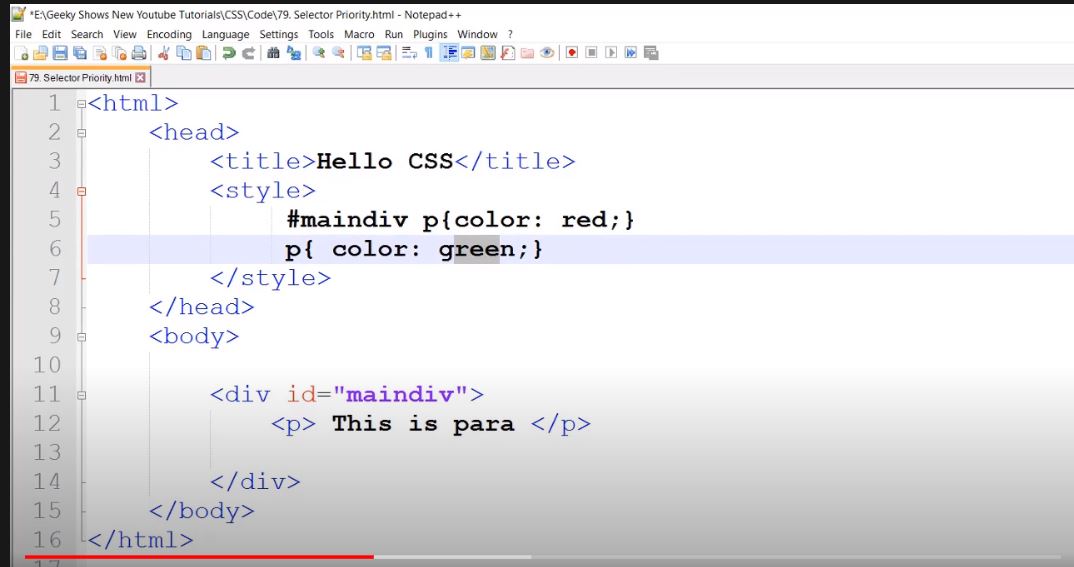 *E:\Geeky Shows New Youtube Tutorials\CSS\Code\79. Selector Priority.html - Notepad++
File Edit Search View Encoding Language Settings Tools Macro Run Plugins Window ?
79. Selector Priority.html
1 <html>
2 <head>
3 <title>Hello CSS</title>
4 <style>
5 #maindiv p{color: red;}
6 p{ color: green;}
7 </style>
8 </head>
9 <body>
10
11 <div id="maindiv">
12 <p> This is para </p>
13
14 </div>
15 </body>
16 </html>
17